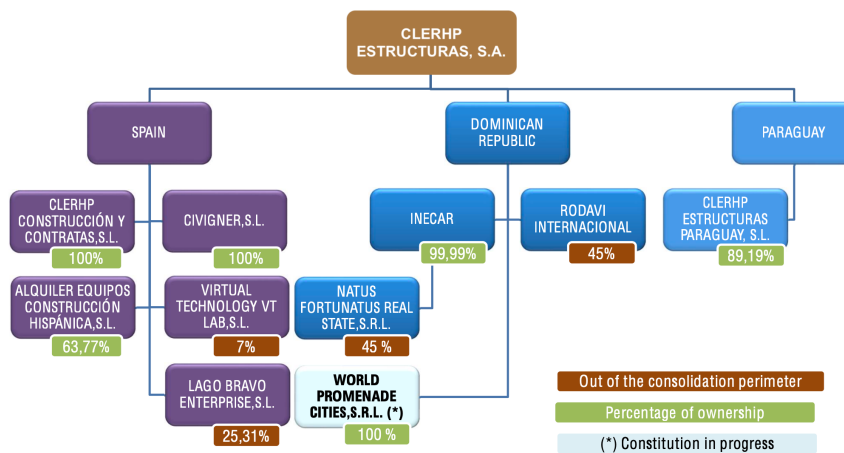 CLERHP
ESTRUCTURAS, S.A.
SPAIN
DOMINICAN
REPUBLIC
PARAGUAY
CLERHP
CONSTRUCCIÓN Y
CONTRATAS,S.L.
100%
CIVIGNER,S.L.
100%
INECAR
99,99%
RODAVI
INTERNACIONAL
45%
CLERHP
ESTRUCTURAS
PARAGUAY, S.L.
89,19%
ALQUILER EQUIPOS
CONSTRUCCIÓN
HISPÁNICA,S.L.
63,77%
VIRTUAL
TECHNOLOGY VT
LAB,S.L.
7%
NATUS
FORTUNATUS REAL
STATE,S.R.L.
45 %
LAGO BRAVO
ENTERPRISE,S.L.
25,31%
WORLD
PROMENADE
CITIES,S.R.L. (*)
100 %
Out of the consolidation perimeter
Percentage of ownership
(*) Constitution in progress